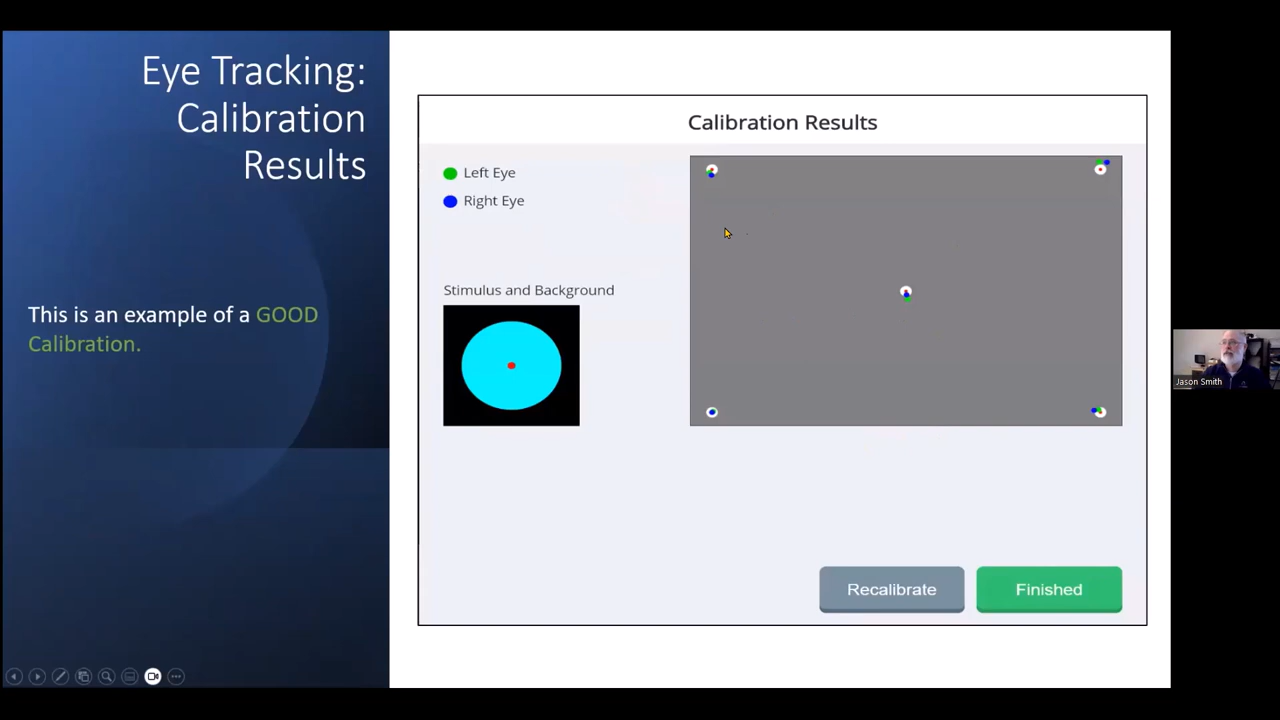 Eye Tracking:
Calibration
Results
This is an example of a GOOD
Calibration.
Calibration Results
Left Eye
Right Eye
Stimulus and Background
Recalibrate
Finished
Jason Smith